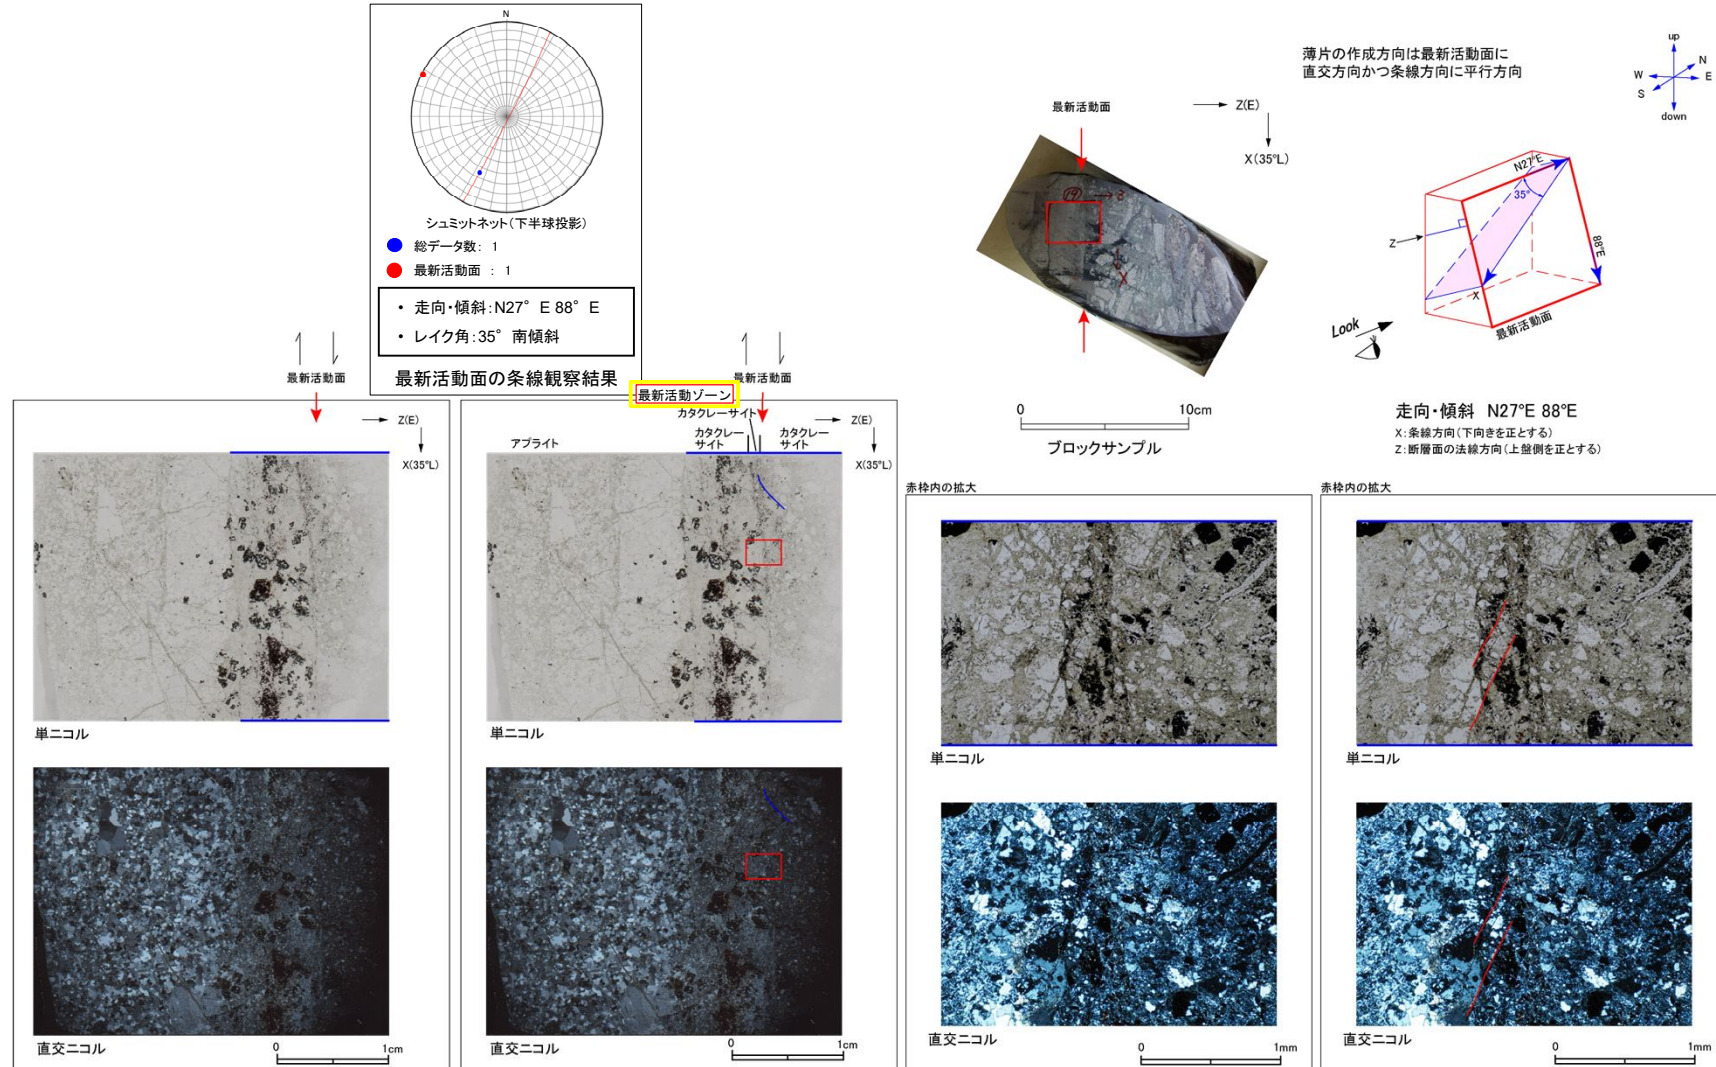 N
シュミットネット(下半球投影)
総データ数: 1
最新活動面 : 1
・ 走向・傾斜:N27° E 88° E
・ レイク角:35° 南傾斜
最新活動面の条線観察結果
薄片の作成方向は最新活動面に
直交方向かつ条線方向に平行方向
up
N
W
E
S
down
最新活動面
Z(E)
X(35°L)
⑲
X
0
10cm
ブロックサンプル
N27°E
35°
Z
88°E
X
最新活動面
Look
走向・傾斜 N27°E 88°E
X:条線方向(下向きを正とする)
Z:断層面の法線方向(上盤側を正とする)
最新活動面
Z(E)
X(35°L)
単ニコル
直交ニコル
0
1cm
最新活動面
最新活動ゾーン
カタクレーサイト
アプライト
カタクレー
サイト
カタクレー
サイト
Z(E)
X(35°L)
単ニコル
直交ニコル
0
1cm
赤枠内の拡大
単ニコル
直交ニコル
0
1mm
赤枠内の拡大
単ニコル
直交ニコル
0
1mm